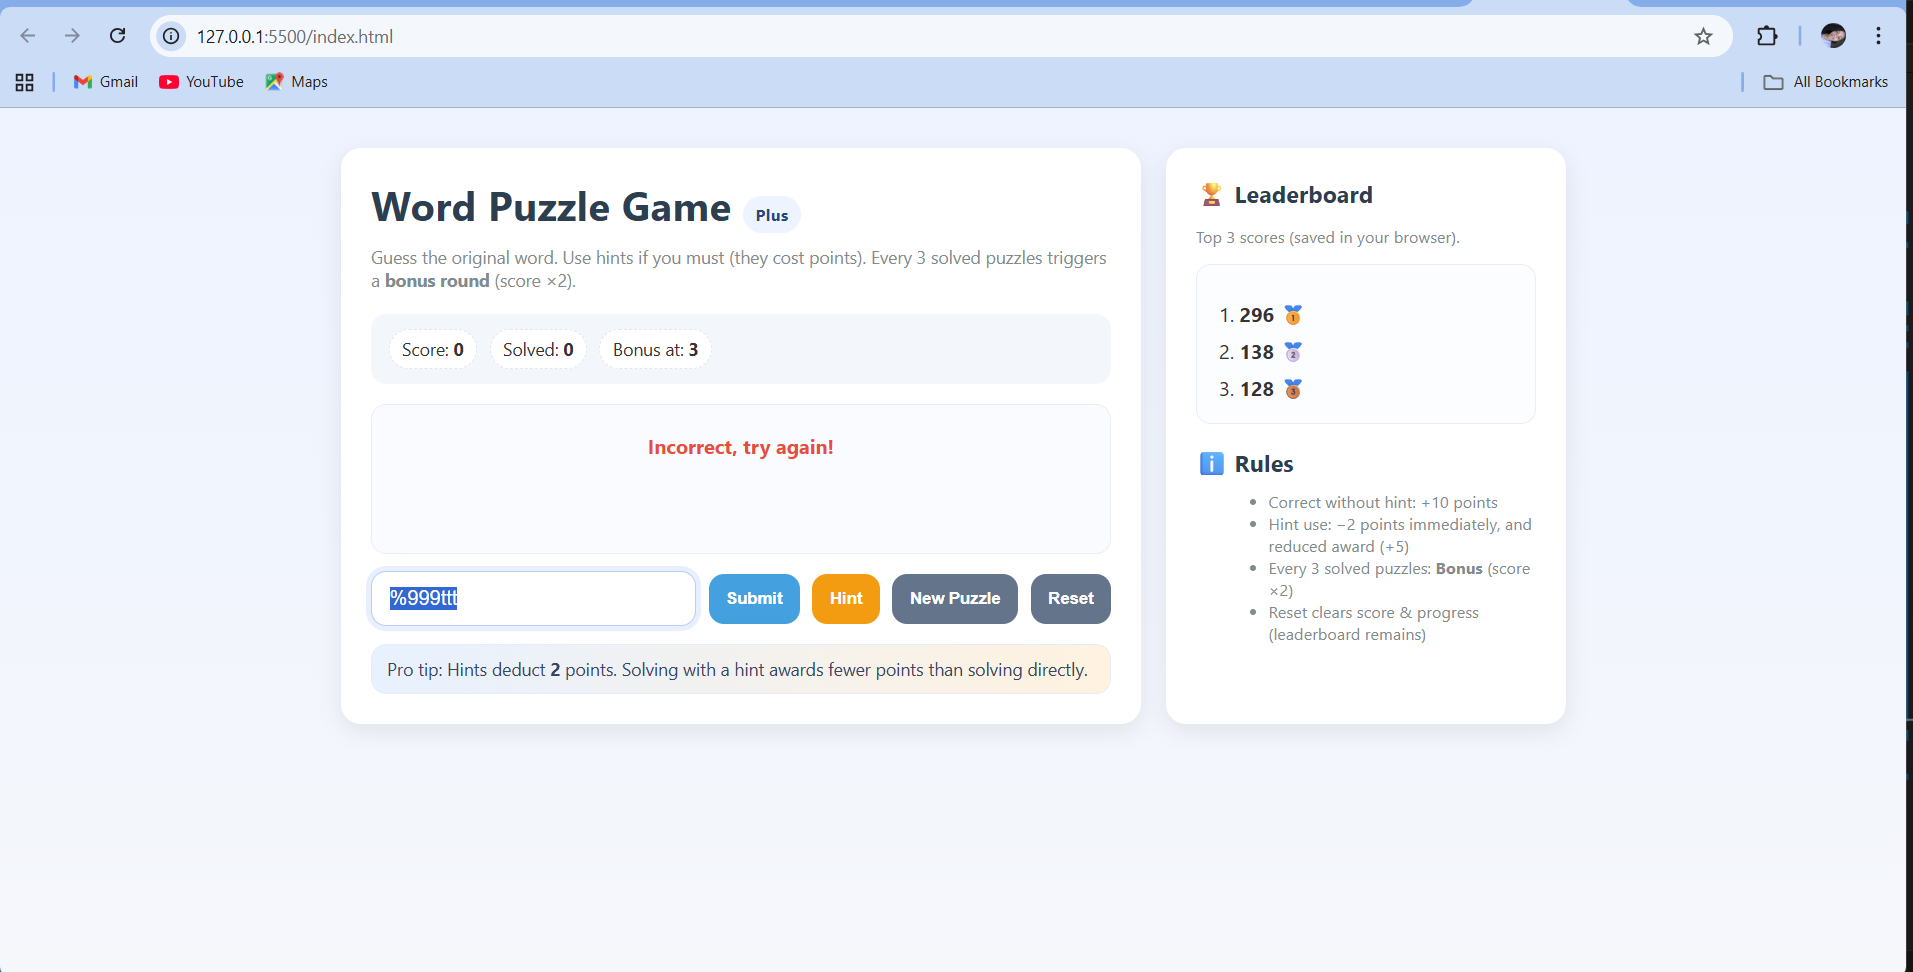 127.0.0.1:5500/index.html
Gmail YouTube Maps All Bookmarks
Word Puzzle Game Plus
Guess the original word. Use hints if you must (they cost points). Every 3 solved puzzles triggers
a bonus round (score ×2).
Score: 0 Solved: 0 Bonus at: 3
Incorrect, try again!
%999ttt Submit Hint New Puzzle Reset
Pro tip: Hints deduct 2 points. Solving with a hint awards fewer points than solving directly.
🏆 Leaderboard
Top 3 scores (saved in your browser).
1. 296 🥇
2. 138 🥈
3. 128 🥉
ℹ️ Rules
• Correct without hint: +10 points
• Hint use: −2 points immediately, and
reduced award (+5)
• Every 3 solved puzzles: Bonus (score
×2)
• Reset clears score & progress
(leaderboard remains)